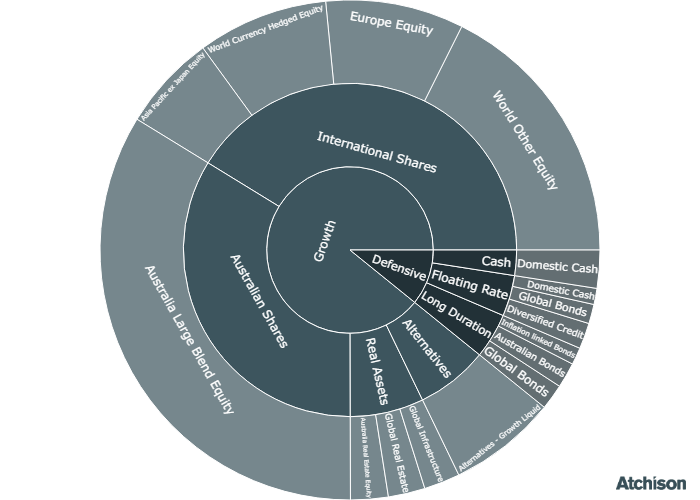 Growth
Defensive
International Shares
Australian Shares
Real Assets
Alternatives
Long Duration
Floating Rate
Cash
World Other Equity
Europe Equity
World Currency Hedged Equity
Asia Pacific ex Japan Equity
Australia Large Blend Equity
Australia Real Estate Equity
Global Real Estate
Global Infrastructure
Alternatives - Growth Liquid
Global Bonds
Australian Bonds
Inflation linked Bonds
Diversified Credit
Global Bonds
Domestic Cash
Domestic Cash
Atchison